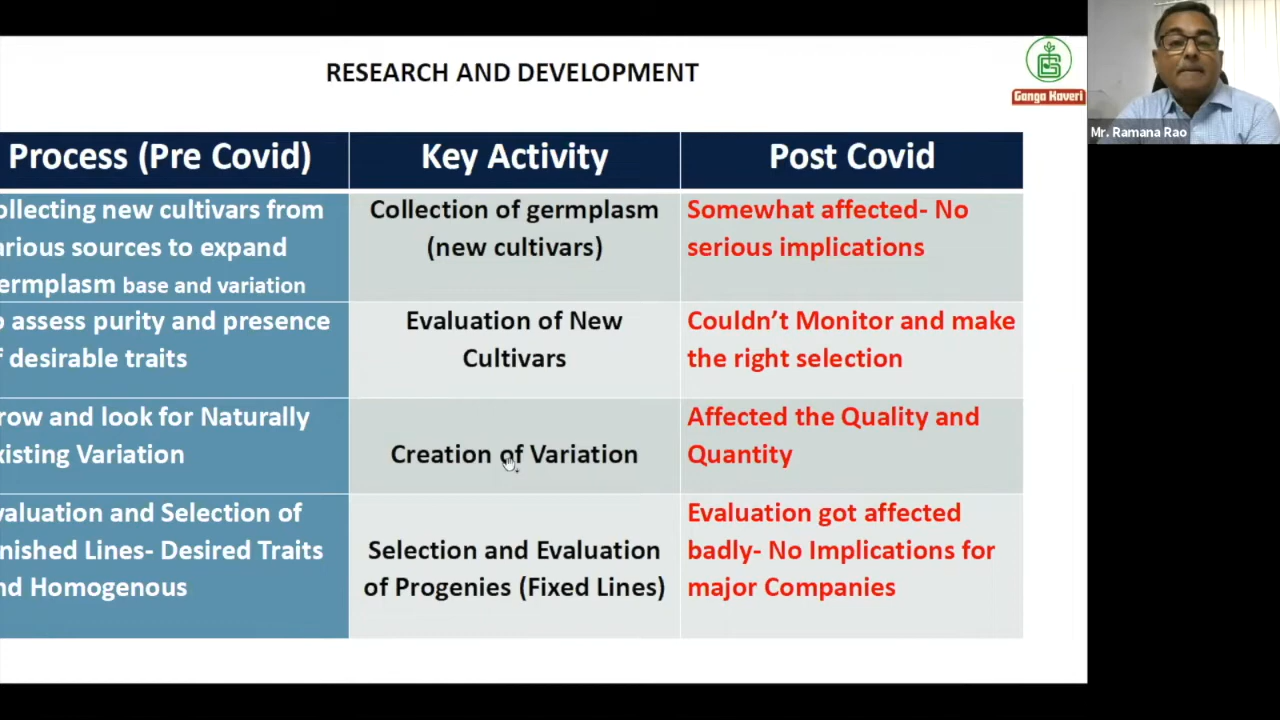 RESEARCH AND DEVELOPMENT
Ganga Kaveri
Mr. Ramana Rao
Process (Pre Covid)
Key Activity
Post Covid
ollecting new cultivars from
arious sources to expand
ermplasm base and variation
Collection of germplasm
(new cultivars)
Somewhat affected- No
serious implications
o assess purity and presence
f desirable traits
Evaluation of New
Cultivars
Couldn't Monitor and make
the right selection
row and look for Naturally
xisting Variation
Creation of Variation
Affected the Quality and
Quantity
valuation and Selection of
nished Lines- Desired Traits
nd Homogenous
Selection and Evaluation
of Progenies (Fixed Lines)
Evaluation got affected
badly- No Implications for
major Companies